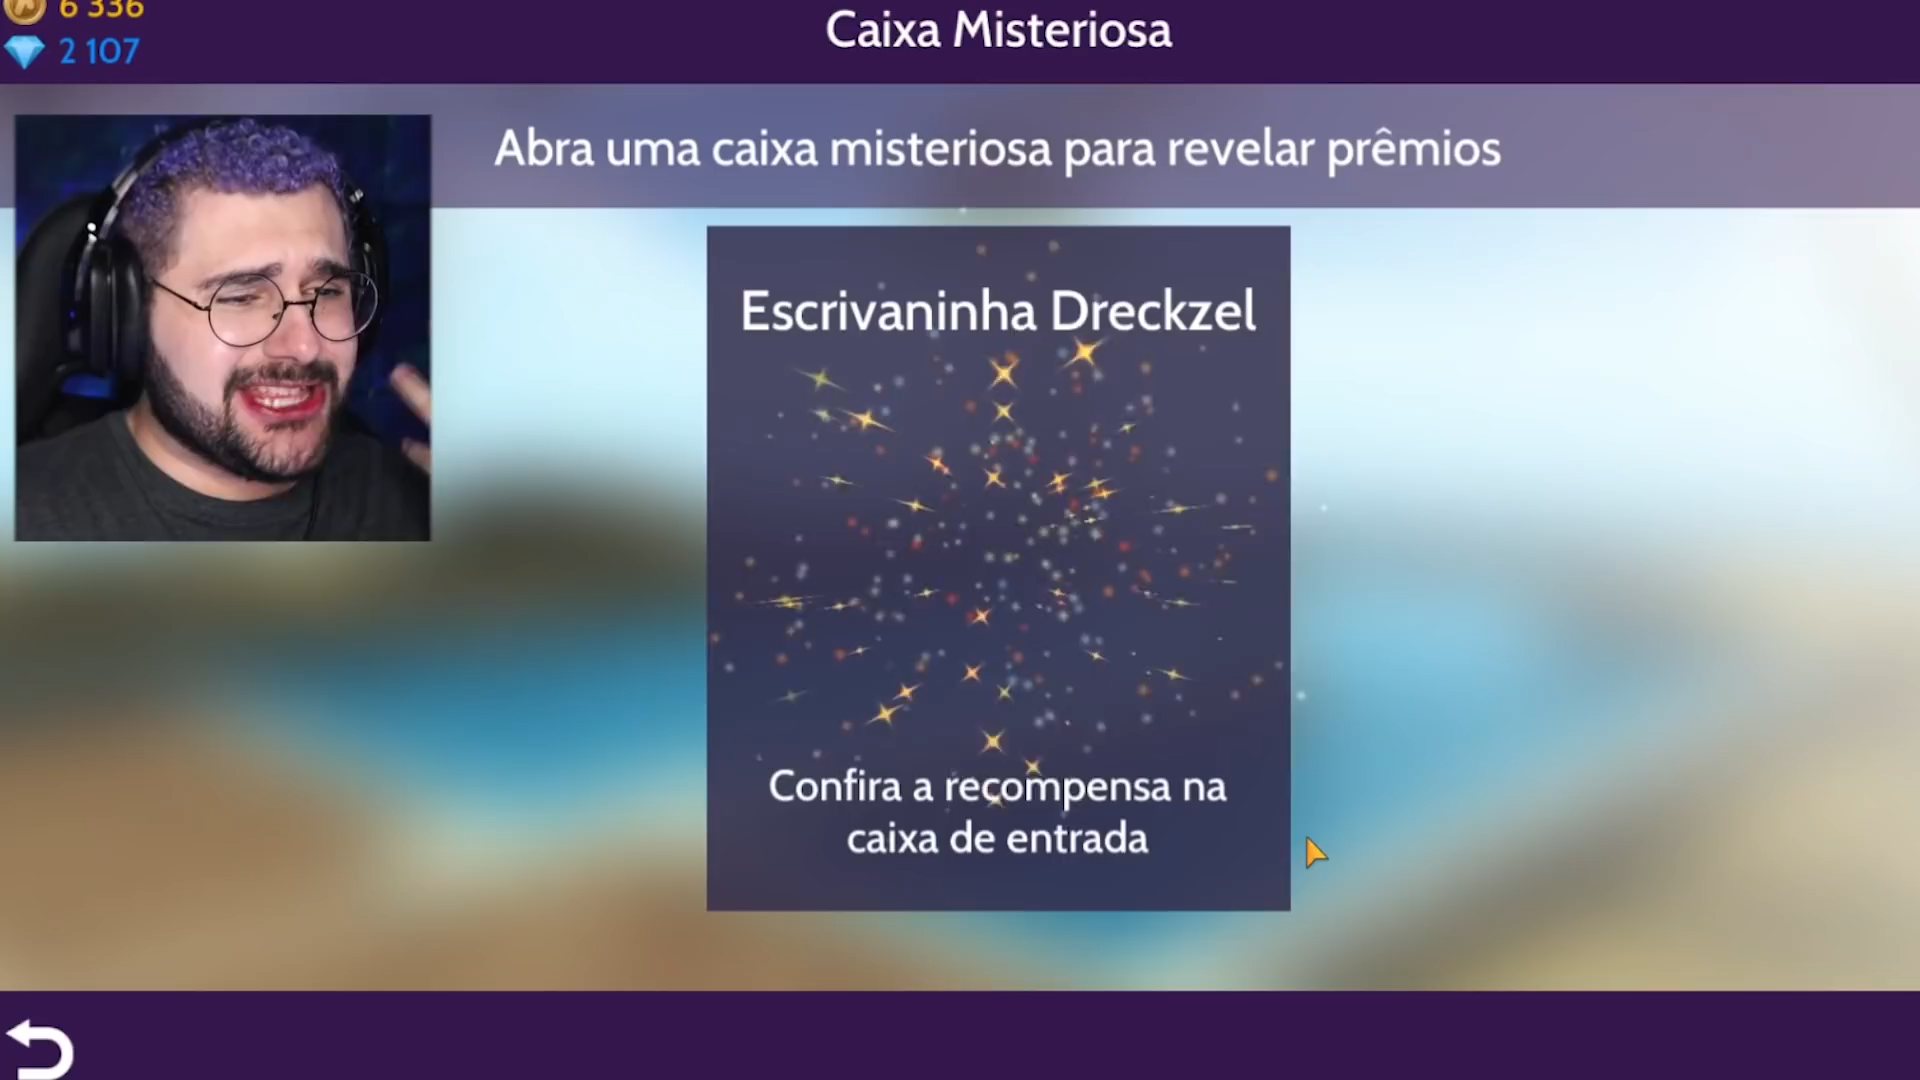 6 336
2 107
Caixa Misteriosa
Abra uma caixa misteriosa para revelar prêmios
Escrivaninha Dreckzel
Confira a recompensa na
caixa de entrada